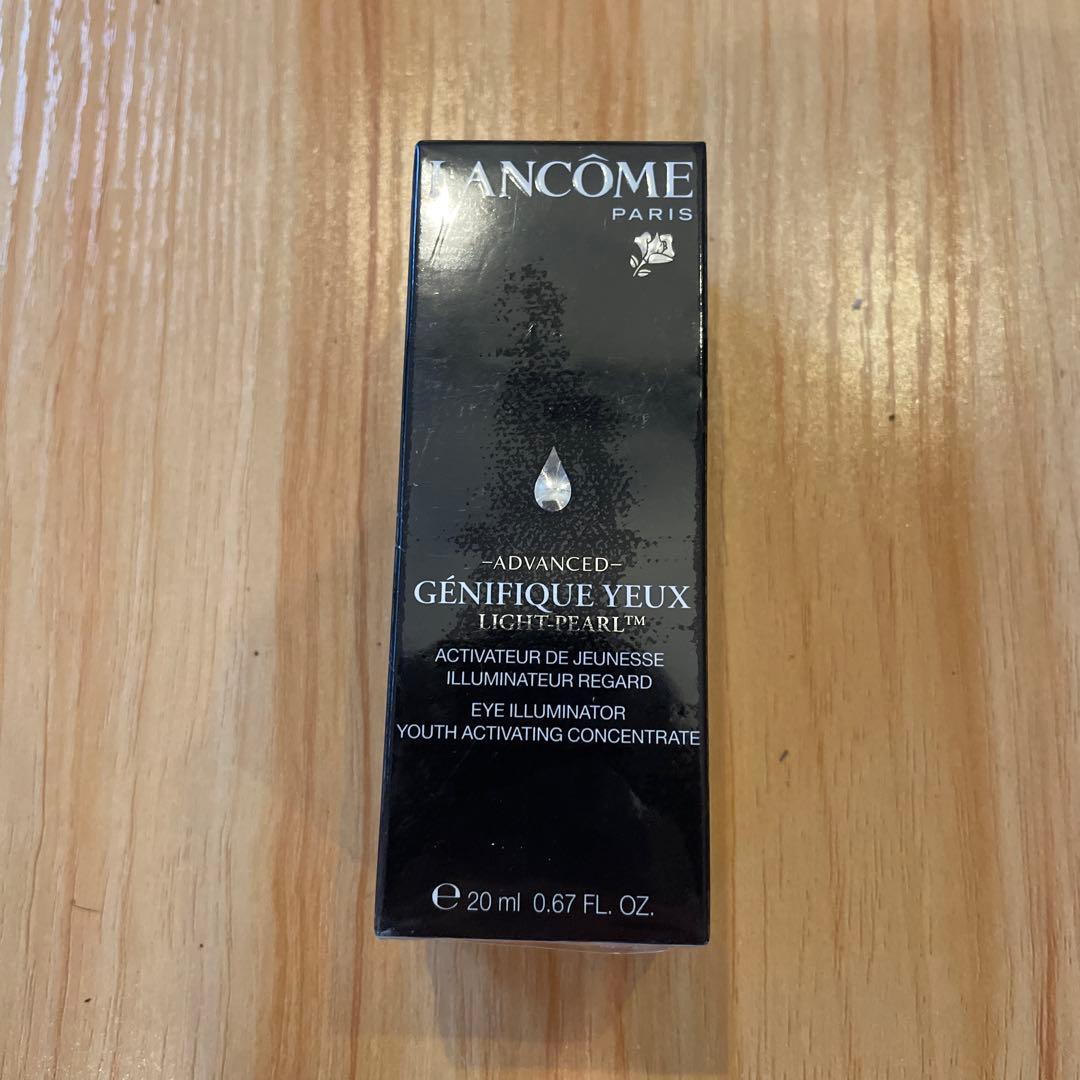 LANCÔME
PARIS
–ADVANCED–
GÉNIFIQUE YEUX
LIGHT-PEARL™
ACTIVATEUR DE JEUNESSE
ILLUMINATEUR REGARD
EYE ILLUMINATOR
YOUTH ACTIVATING CONCENTRATE
℮ 20 ml 0.67 FL. OZ.